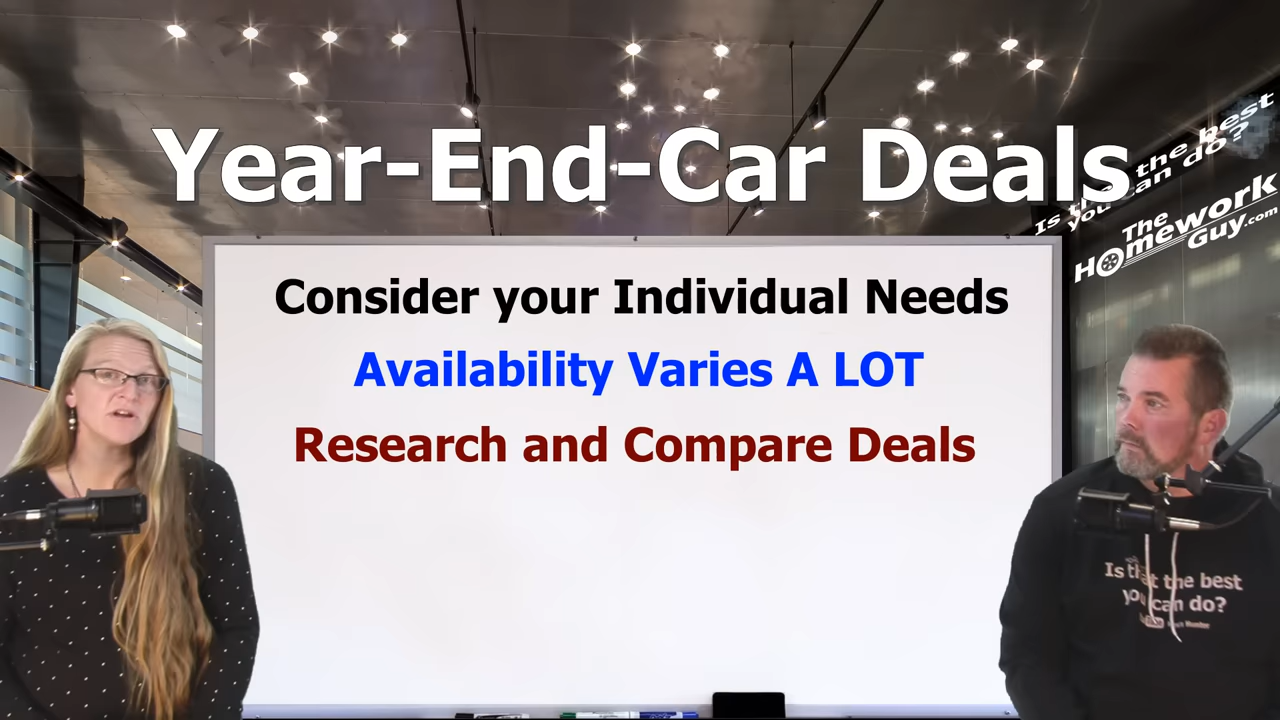 Year-End-Car Deals
Is the best
you can do?
The
Homework
Guy.com
Consider your Individual Needs
Availability Varies A LOT
Research and Compare Deals
Is that the best
you can do?